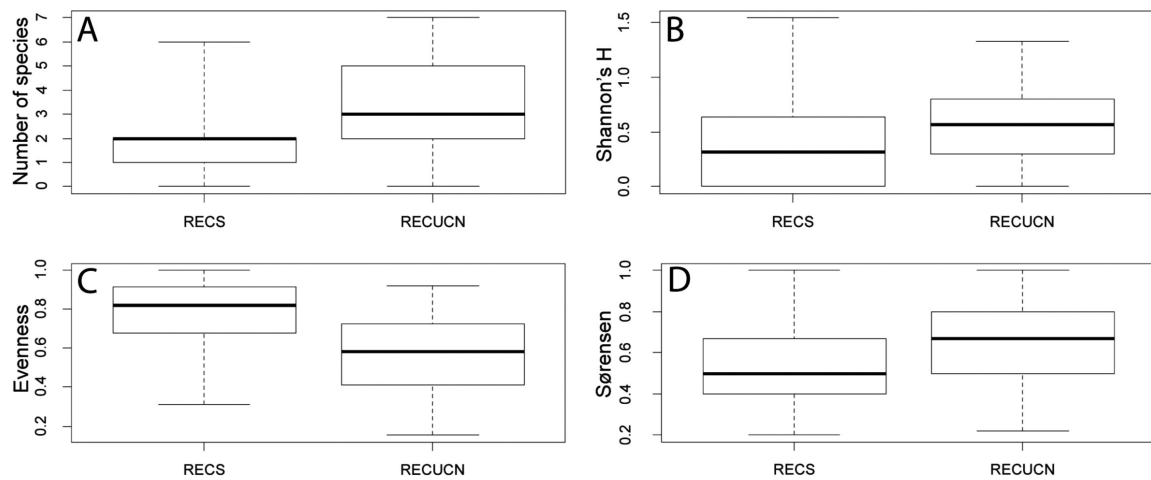 A
Number of species
7
6
5
4
3
2
1
0
RECS
RECUCN
B
Shannon's H
1.5
1.0
0.5
0.0
RECS
RECUCN
C
Evenness
1.0
0.8
0.6
0.4
0.2
RECS
RECUCN
D
Sørensen
1.0
0.8
0.6
0.4
0.2
RECS
RECUCN